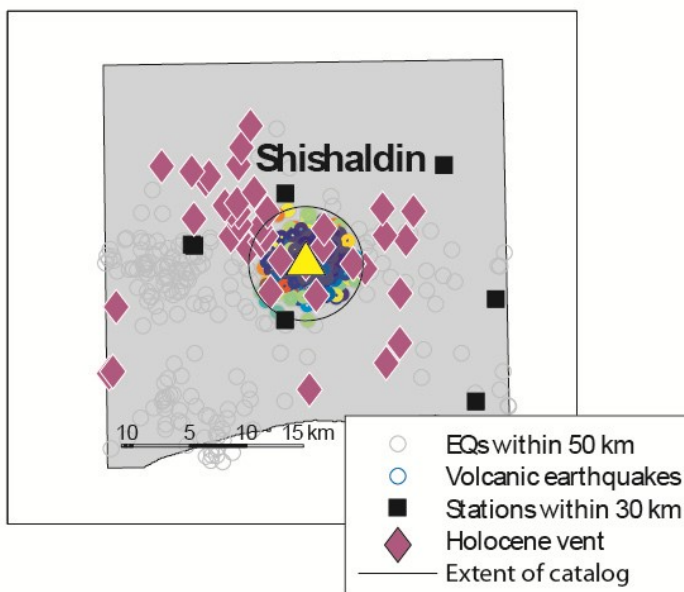 Shishaldin
10 5 10 15 km
EQs within 50 km
Volcanic earthquakes
Stations within 30 km
Holocene vent
Extent of catalog